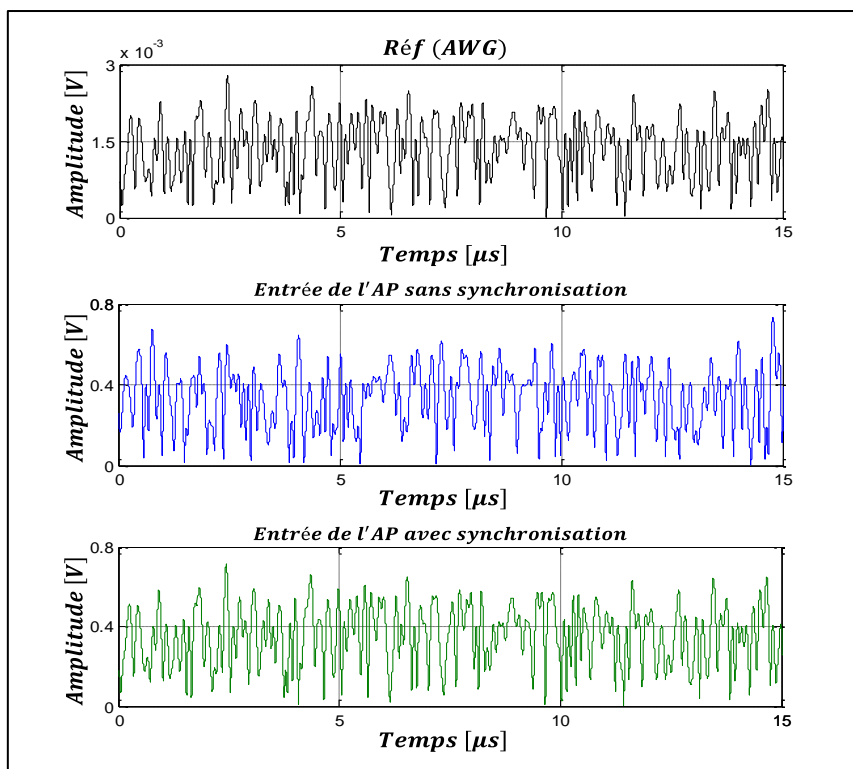 Réf (AWG)
x 10⁻³
3
1.5
0
Amplitude [V]
0 5 10 15
Temps [μs]
Entrée de l'AP sans synchronisation
0.8
0.4
0
Amplitude [V]
0 5 10 15
Temps [μs]
Entrée de l'AP avec synchronisation
0.8
0.4
0
Amplitude [V]
0 5 10 15
Temps [μs]